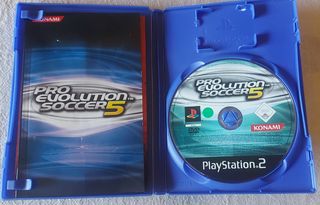 KONAMI
PRO
EVOLUTION
SOCCER 5
PRO
EVOLUTION
SOCCER 5
KONAMI
PlayStation.2